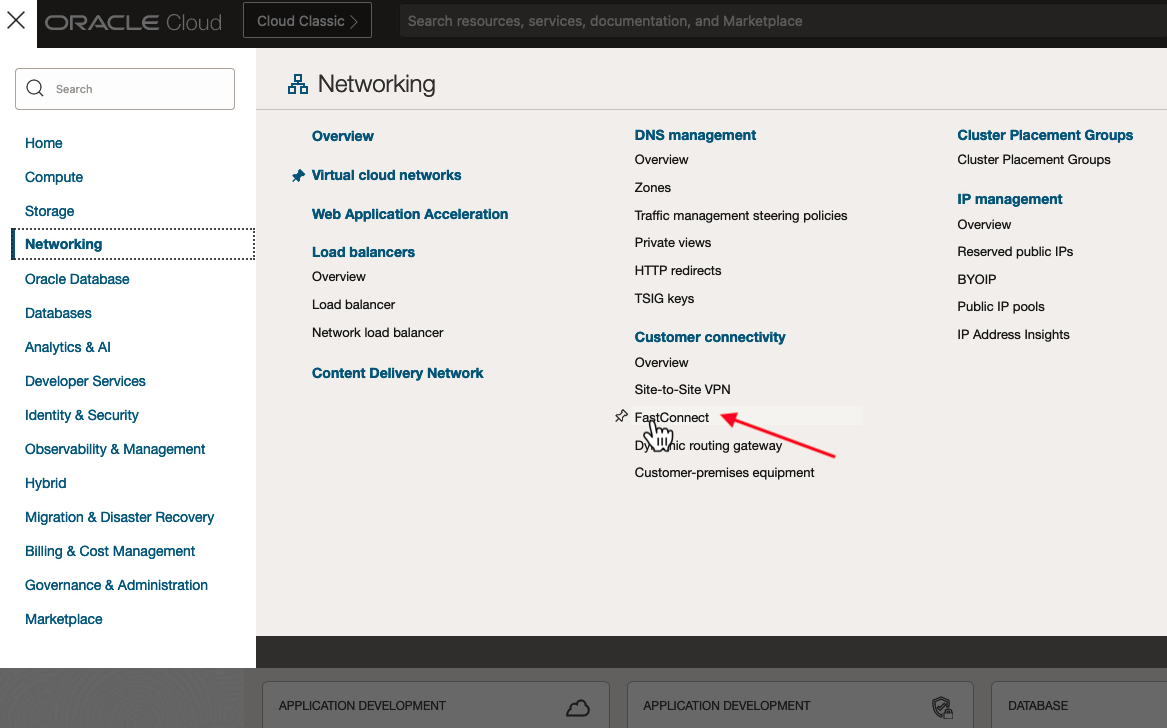 ORACLE Cloud
Cloud Classic
Search resources, services, documentation, and Marketplace
Search
Home
Compute
Storage
Networking
Oracle Database
Databases
Analytics & AI
Developer Services
Identity & Security
Observability & Management
Hybrid
Migration & Disaster Recovery
Billing & Cost Management
Governance & Administration
Marketplace
Networking
Overview
Virtual cloud networks
Web Application Acceleration
Load balancers
Overview
Load balancer
Network load balancer
Content Delivery Network
DNS management
Overview
Zones
Traffic management steering policies
Private views
HTTP redirects
TSIG keys
Customer connectivity
Overview
Site-to-Site VPN
FastConnect
Dynamic routing gateway
Customer-premises equipment
Cluster Placement Groups
Cluster Placement Groups
IP management
Overview
Reserved public IPs
BYOIP
Public IP pools
IP Address Insights
APPLICATION DEVELOPMENT
APPLICATION DEVELOPMENT
DATABASE